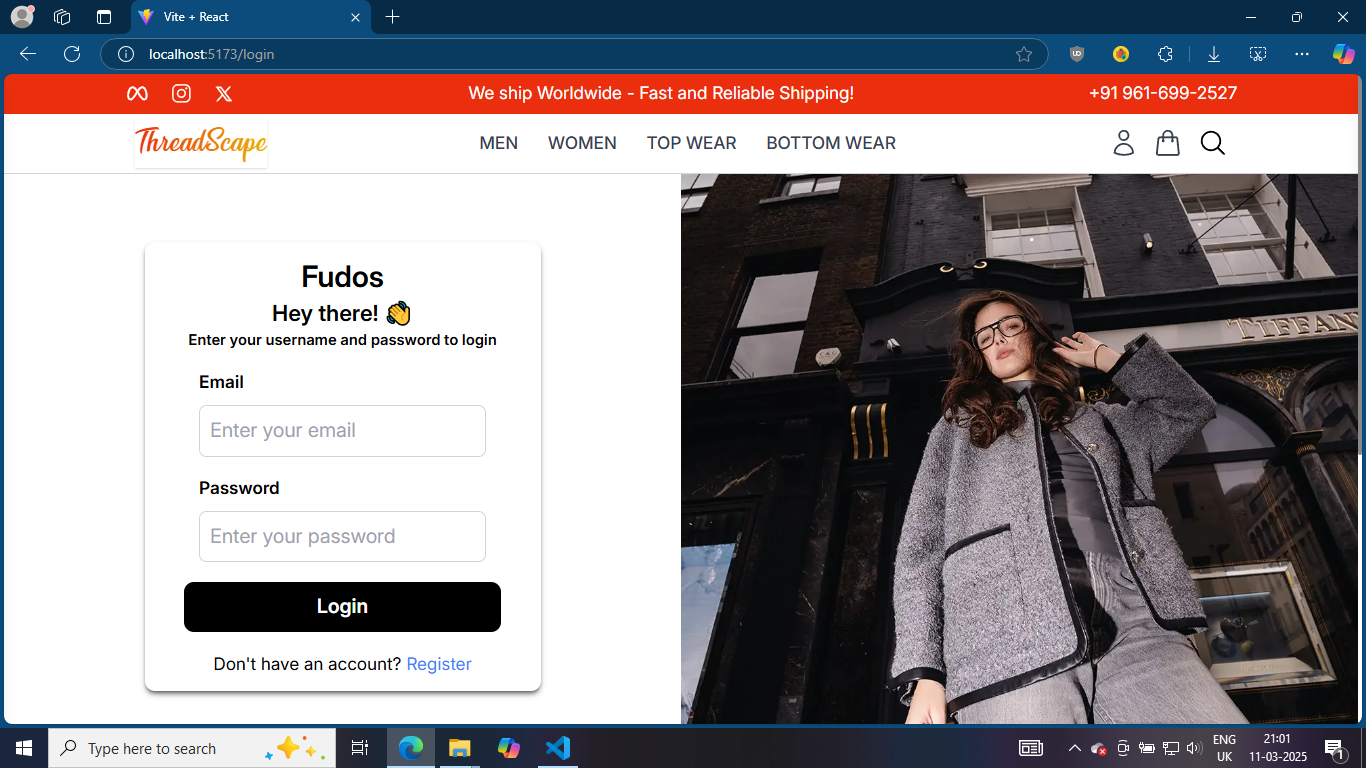 Vite + React
localhost:5173/login
UD
We ship Worldwide - Fast and Reliable Shipping!
+91 961-699-2527
ThreadScape
MEN
WOMEN
TOP WEAR
BOTTOM WEAR
Fudos
Hey there! 👋
Enter your username and password to login
Email
Enter your email
Password
Enter your password
Login
Don't have an account? Register
TIFFAN
Type here to search
ENG
UK
21:01
11-03-2025
1